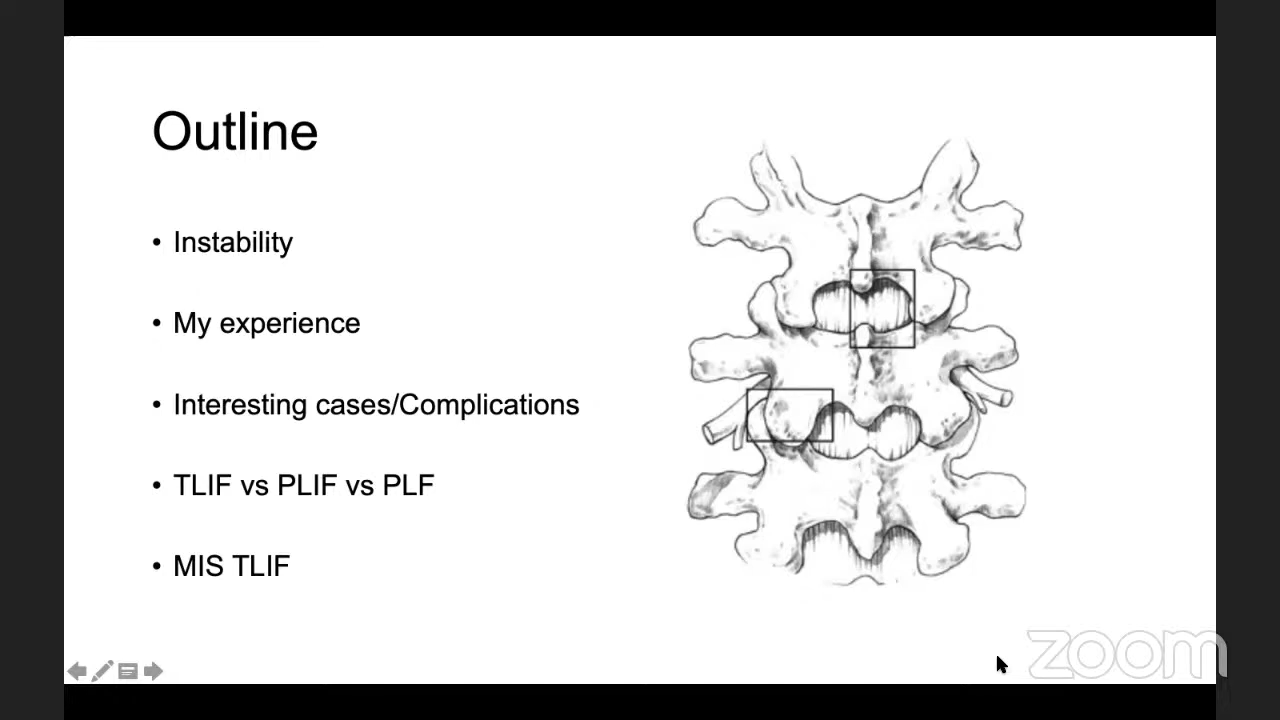 Outline
• Instability
• My experience
• Interesting cases/Complications
• TLIF vs PLIF vs PLF
• MIS TLIF
zoom